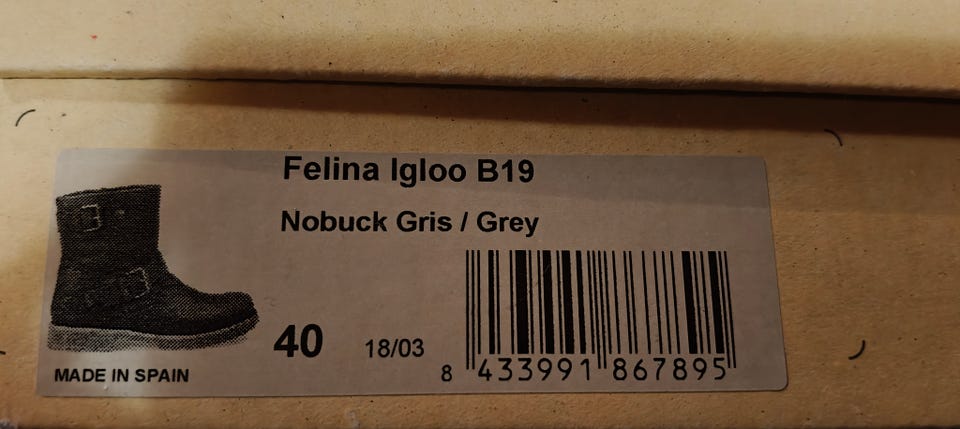 Felina Igloo B19
Nobuck Gris / Grey
40 18/03
MADE IN SPAIN
8 433991 867895